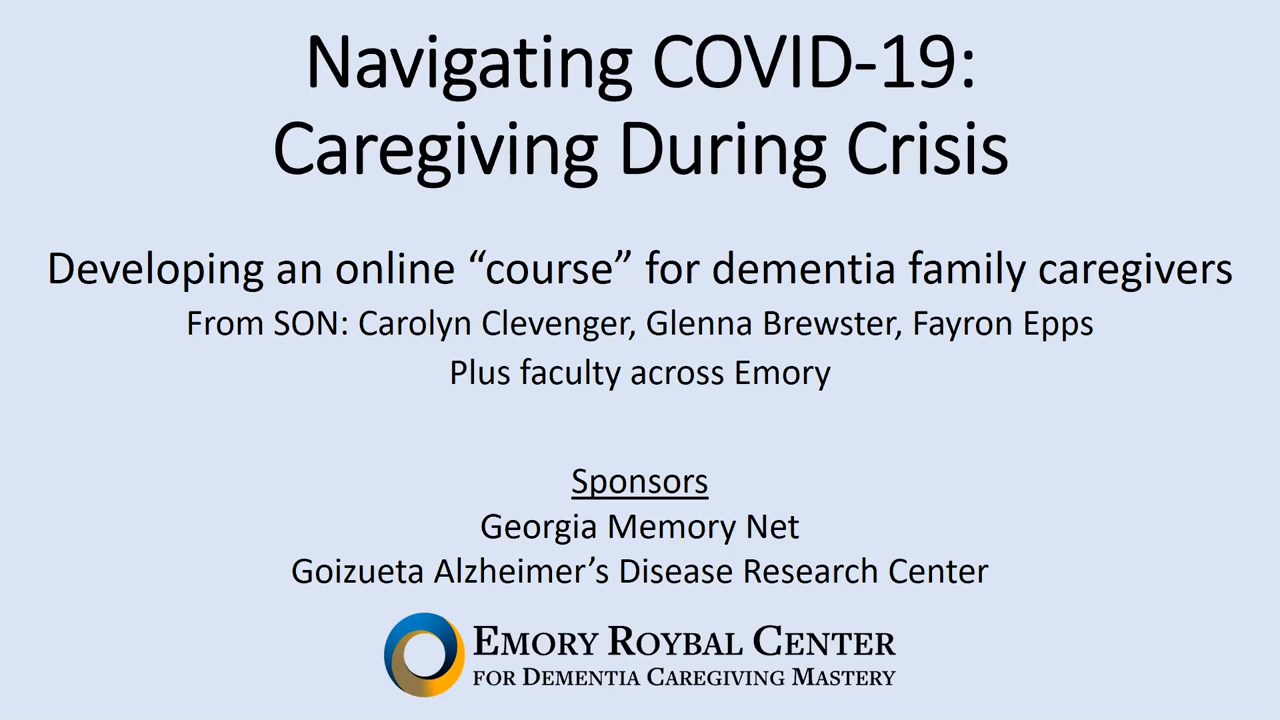 Navigating COVID-19:
Caregiving During Crisis
Developing an online “course” for dementia family caregivers
From SON: Carolyn Clevenger, Glenna Brewster, Fayron Epps
Plus faculty across Emory
Sponsors
Georgia Memory Net
Goizueta Alzheimer’s Disease Research Center
EMORY ROYBAL CENTER
FOR DEMENTIA CAREGIVING MASTERY